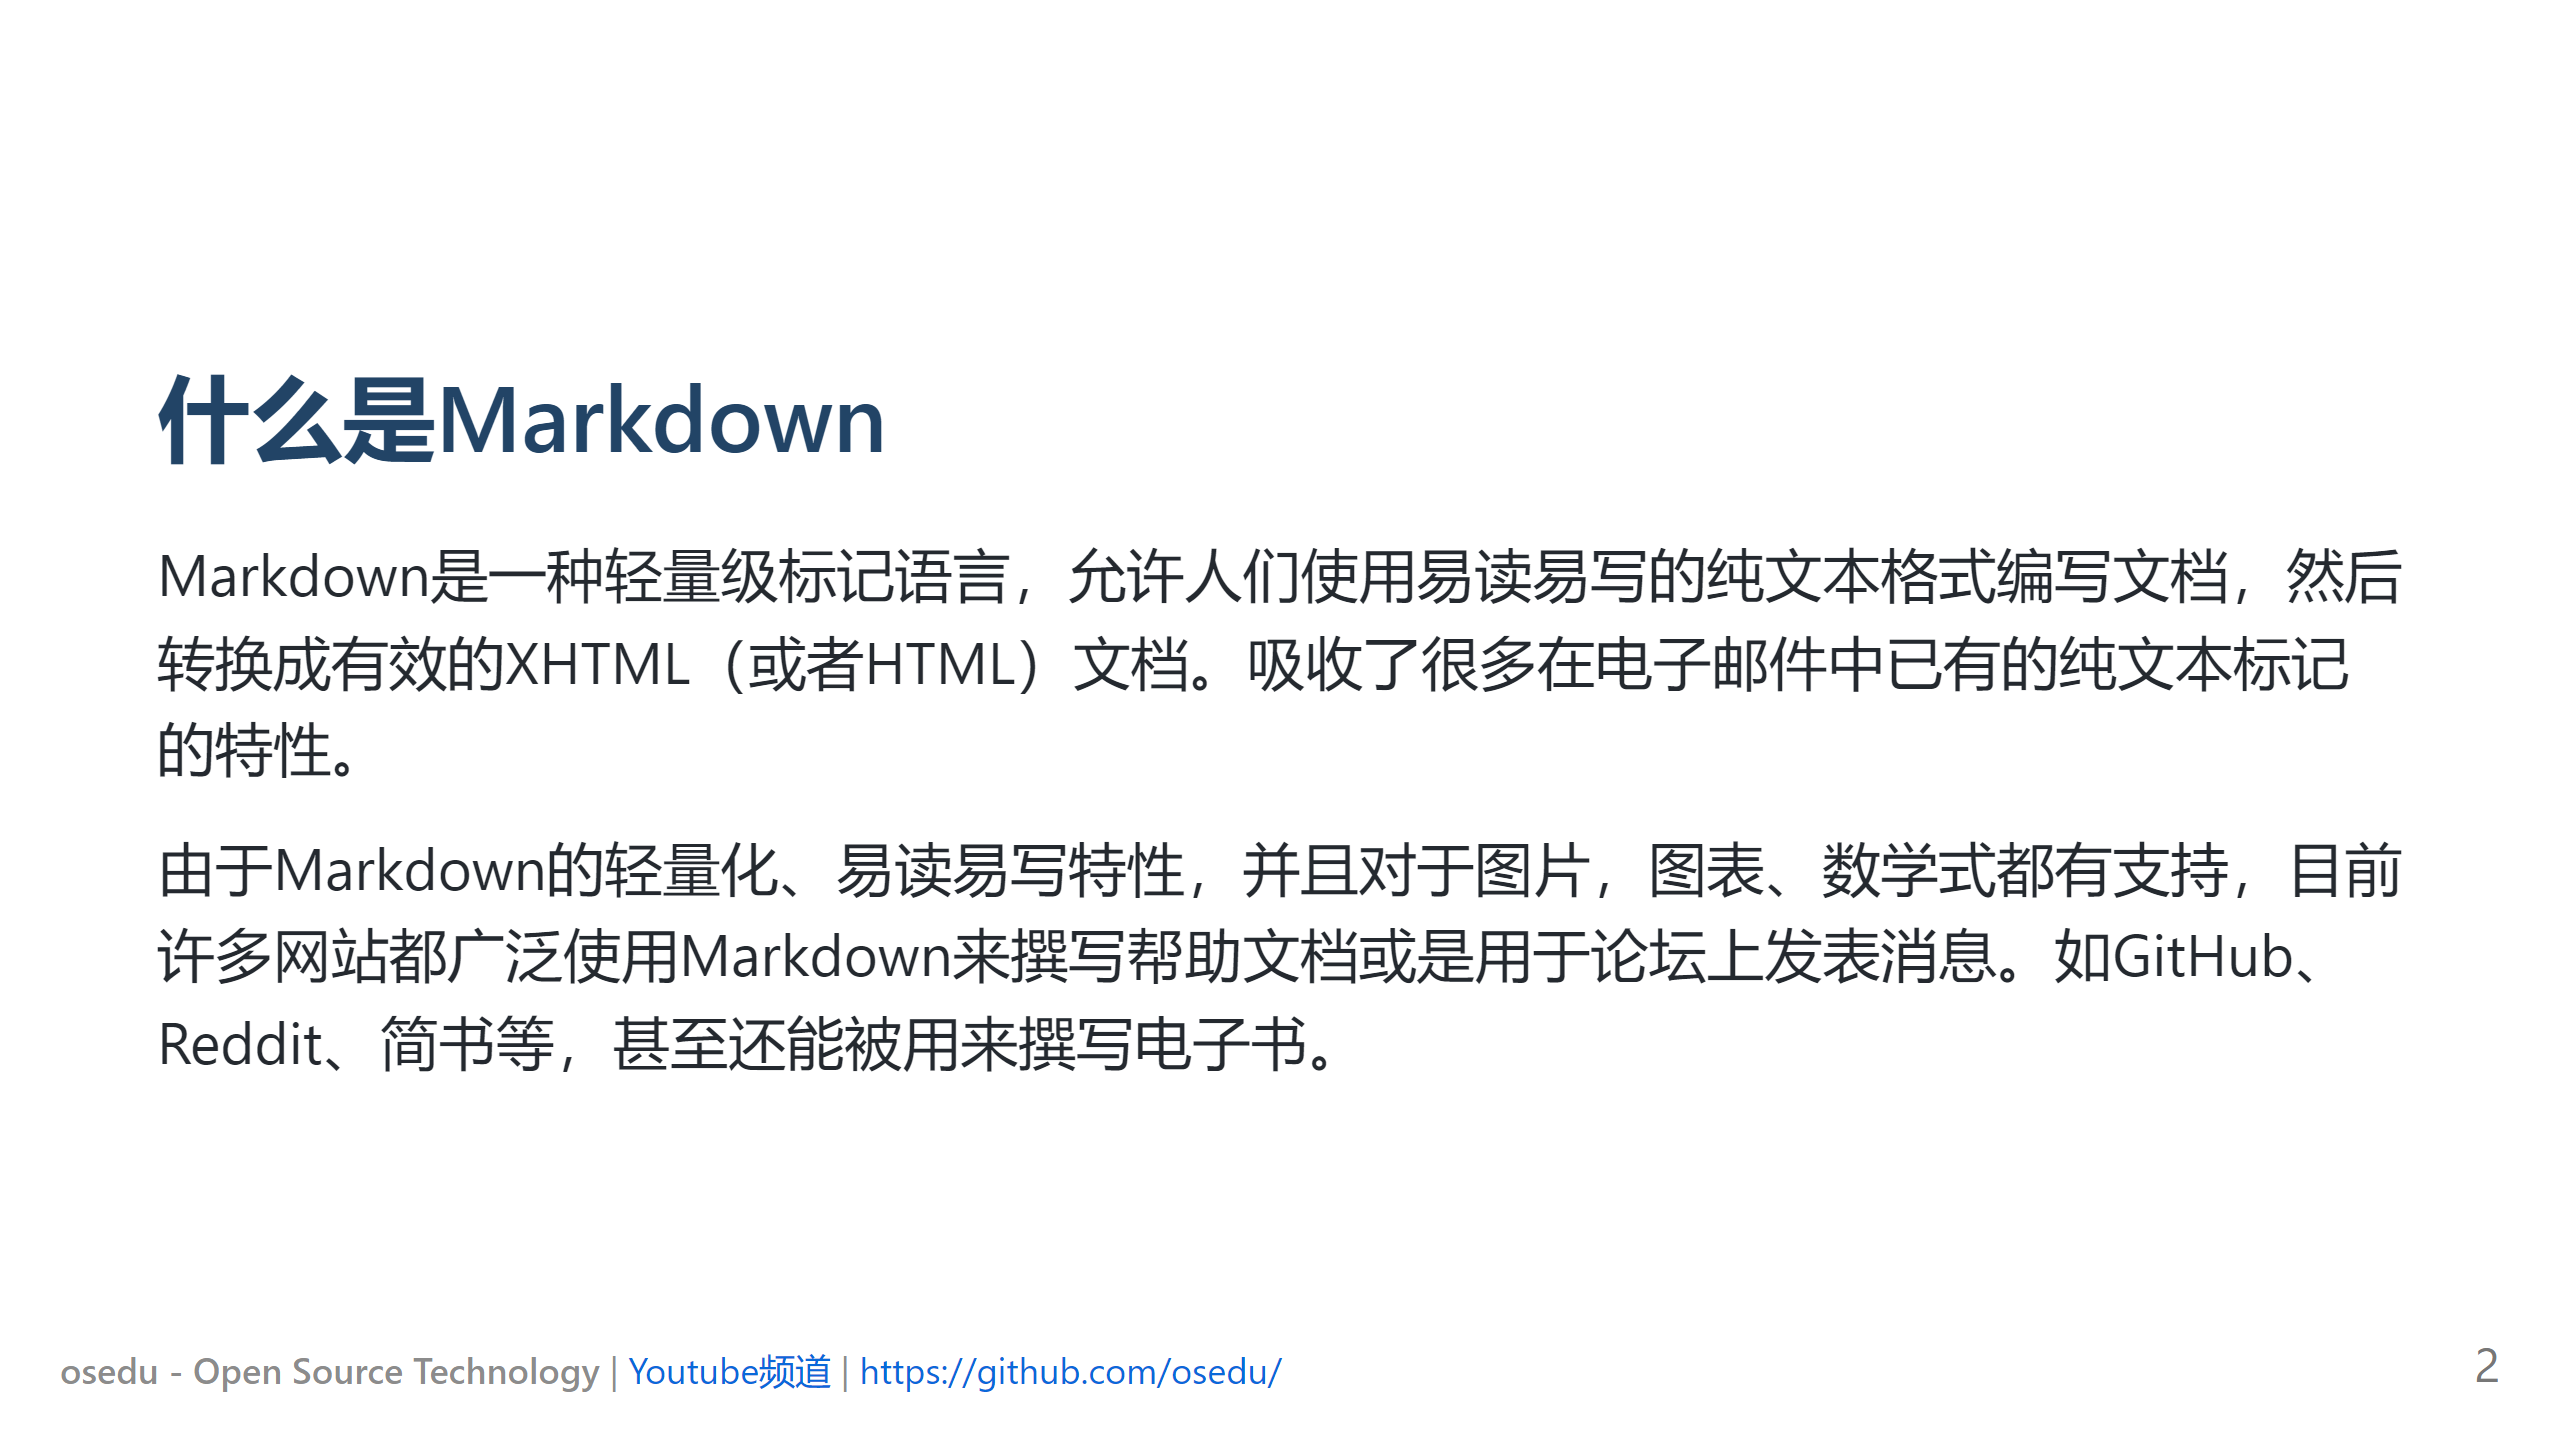 什么是Markdown
Markdown是一种轻量级标记语言，允许人们使用易读易写的纯文本格式编写文档，然后
转换成有效的XHTML（或者HTML）文档。吸收了很多在电子邮件中已有的纯文本标记
的特性。
由于Markdown的轻量化、易读易写特性，并且对于图片，图表、数学式都有支持，目前
许多网站都广泛使用Markdown来撰写帮助文档或是用于论坛上发表消息。如GitHub、
Reddit、简书等，甚至还能被用来撰写电子书。
osedu - Open Source Technology | Youtube频道 | https://github.com/osedu/
2